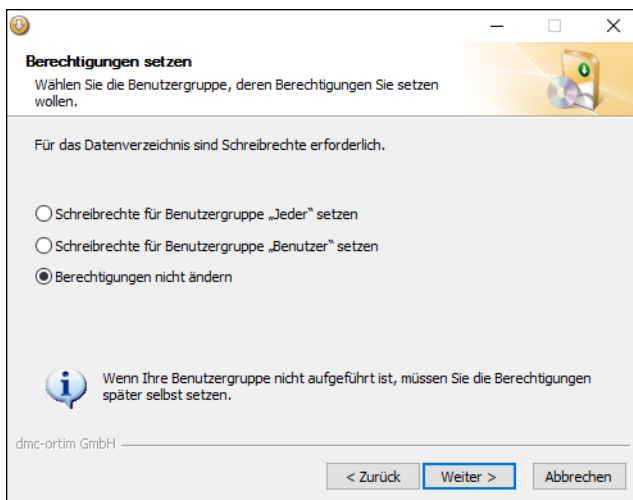 Berechtigungen setzen
Wählen Sie die Benutzergruppe, deren Berechtigungen Sie setzen
wollen.
Für das Datenverzeichnis sind Schreibrechte erforderlich.
Schreibrechte für Benutzergruppe „Jeder“ setzen
Schreibrechte für Benutzergruppe „Benutzer“ setzen
Berechtigungen nicht ändern
Wenn Ihre Benutzergruppe nicht aufgeführt ist, müssen Sie die Berechtigungen
später selbst setzen.
dmc-ortim GmbH
< Zurück Weiter > Abbrechen